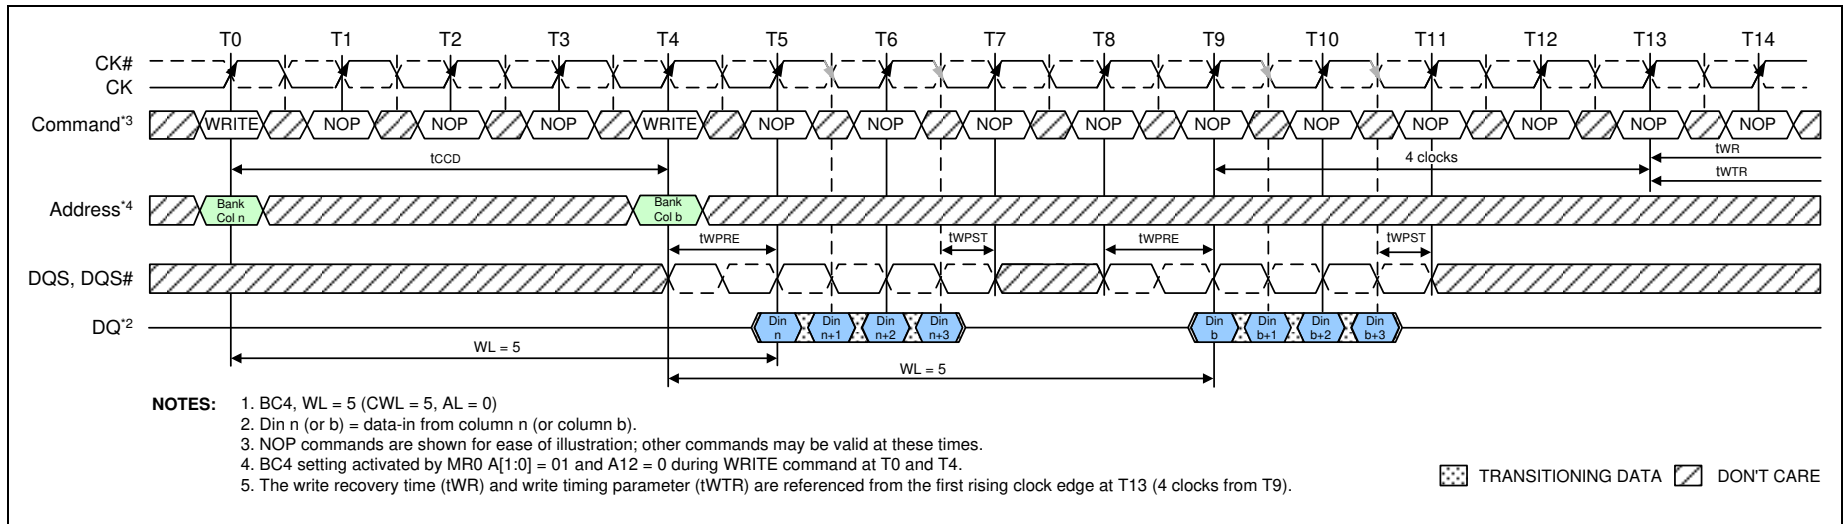 T0 T1 T2 T3 T4 T5 T6 T7 T8 T9 T10 T11 T12 T13 T14
CK#
CK
Command*3 WRITE NOP NOP NOP WRITE NOP NOP NOP NOP NOP NOP NOP NOP NOP NOP
tCCD 4 clocks tWR
tWTR
Address*4 Bank Col n Bank Col b
tWPRE tWPST tWPRE tWPST
DQS, DQS#
DQ*2 Din n Din n+1 Din n+2 Din n+3 Din b Din b+1 Din b+2 Din b+3
WL = 5
WL = 5
NOTES: 1. BC4, WL = 5 (CWL = 5, AL = 0)
2. Din n (or b) = data-in from column n (or column b).
3. NOP commands are shown for ease of illustration; other commands may be valid at these times.
4. BC4 setting activated by MR0 A[1:0] = 01 and A12 = 0 during WRITE command at T0 and T4.
5. The write recovery time (tWR) and write timing parameter (tWTR) are referenced from the first rising clock edge at T13 (4 clocks from T9).
TRANSITIONING DATA DON'T CARE